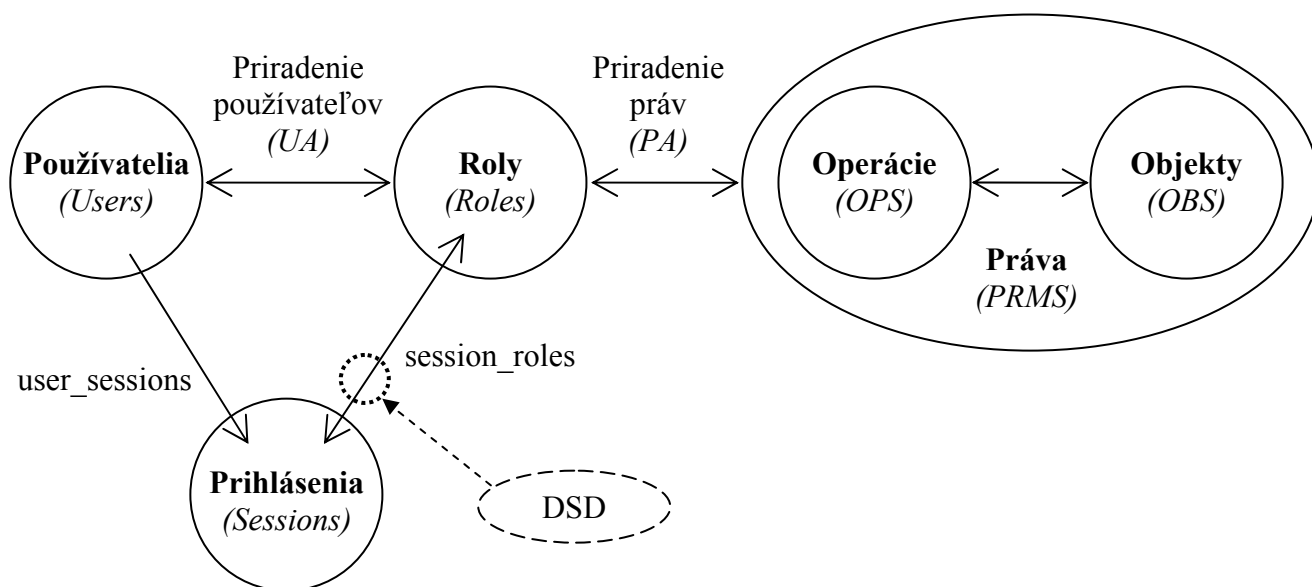 Priradenie
používateľov
(UA)
Priradenie
práv
(PA)
Používatelia
(Users)
Roly
(Roles)
Operácie
(OPS)
Objekty
(OBS)
Práva
(PRMS)
user_sessions
session_roles
Prihlásenia
(Sessions)
DSD